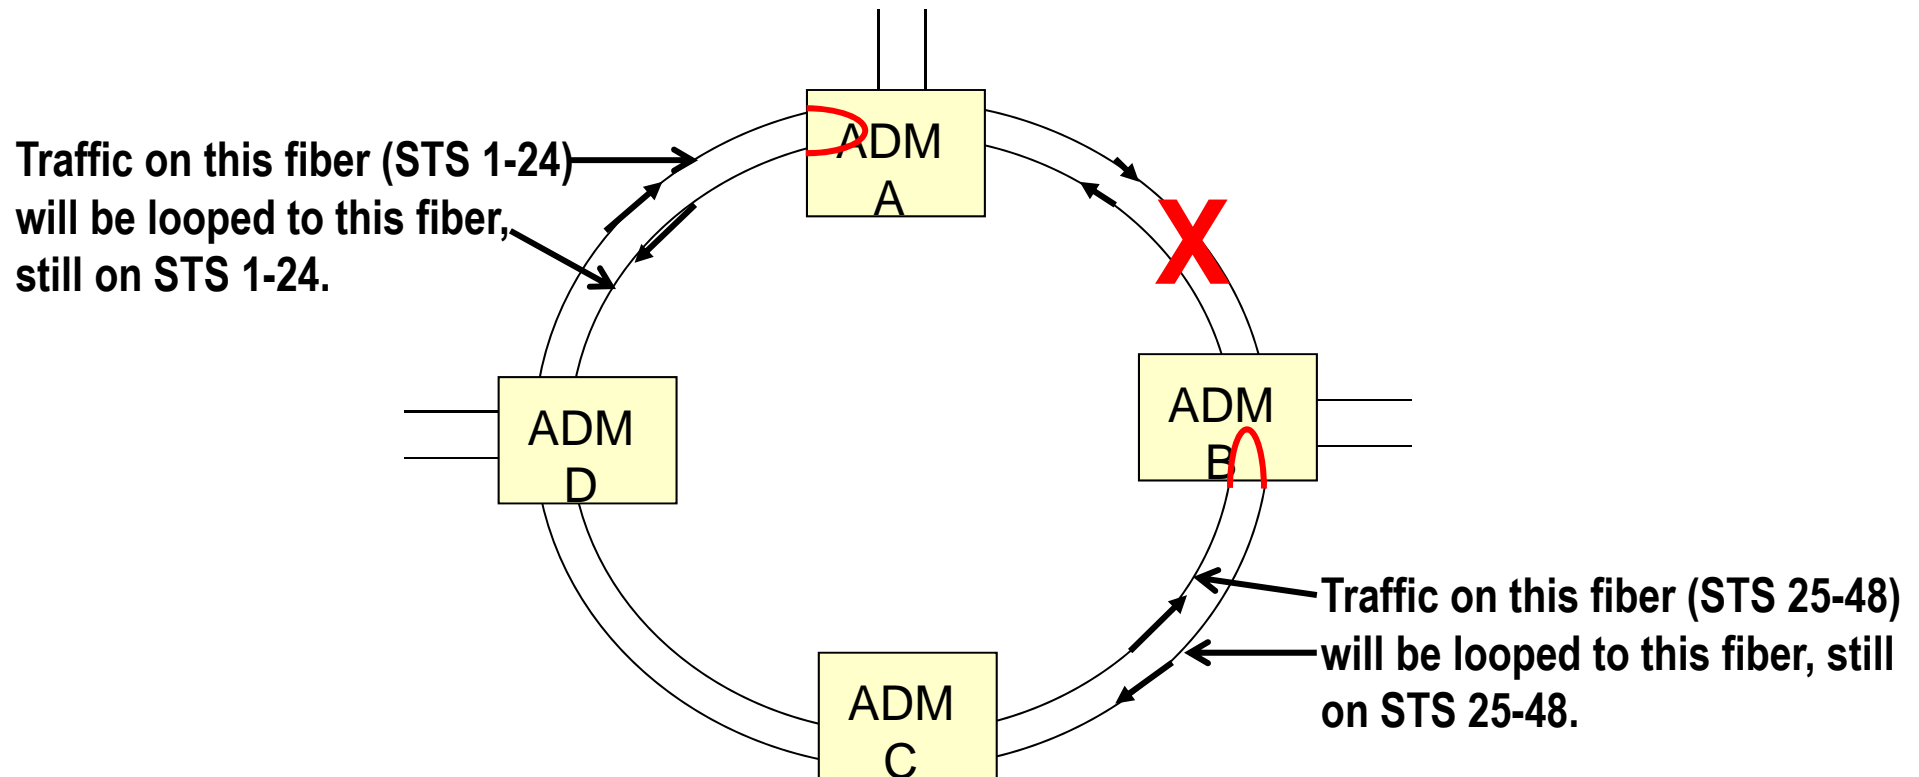 ADM
A
Traffic on this fiber (STS 1-24)
will be looped to this fiber,
still on STS 1-24.
X
ADM
B
ADM
D
Traffic on this fiber (STS 25-48)
will be looped to this fiber, still
on STS 25-48.
ADM
C